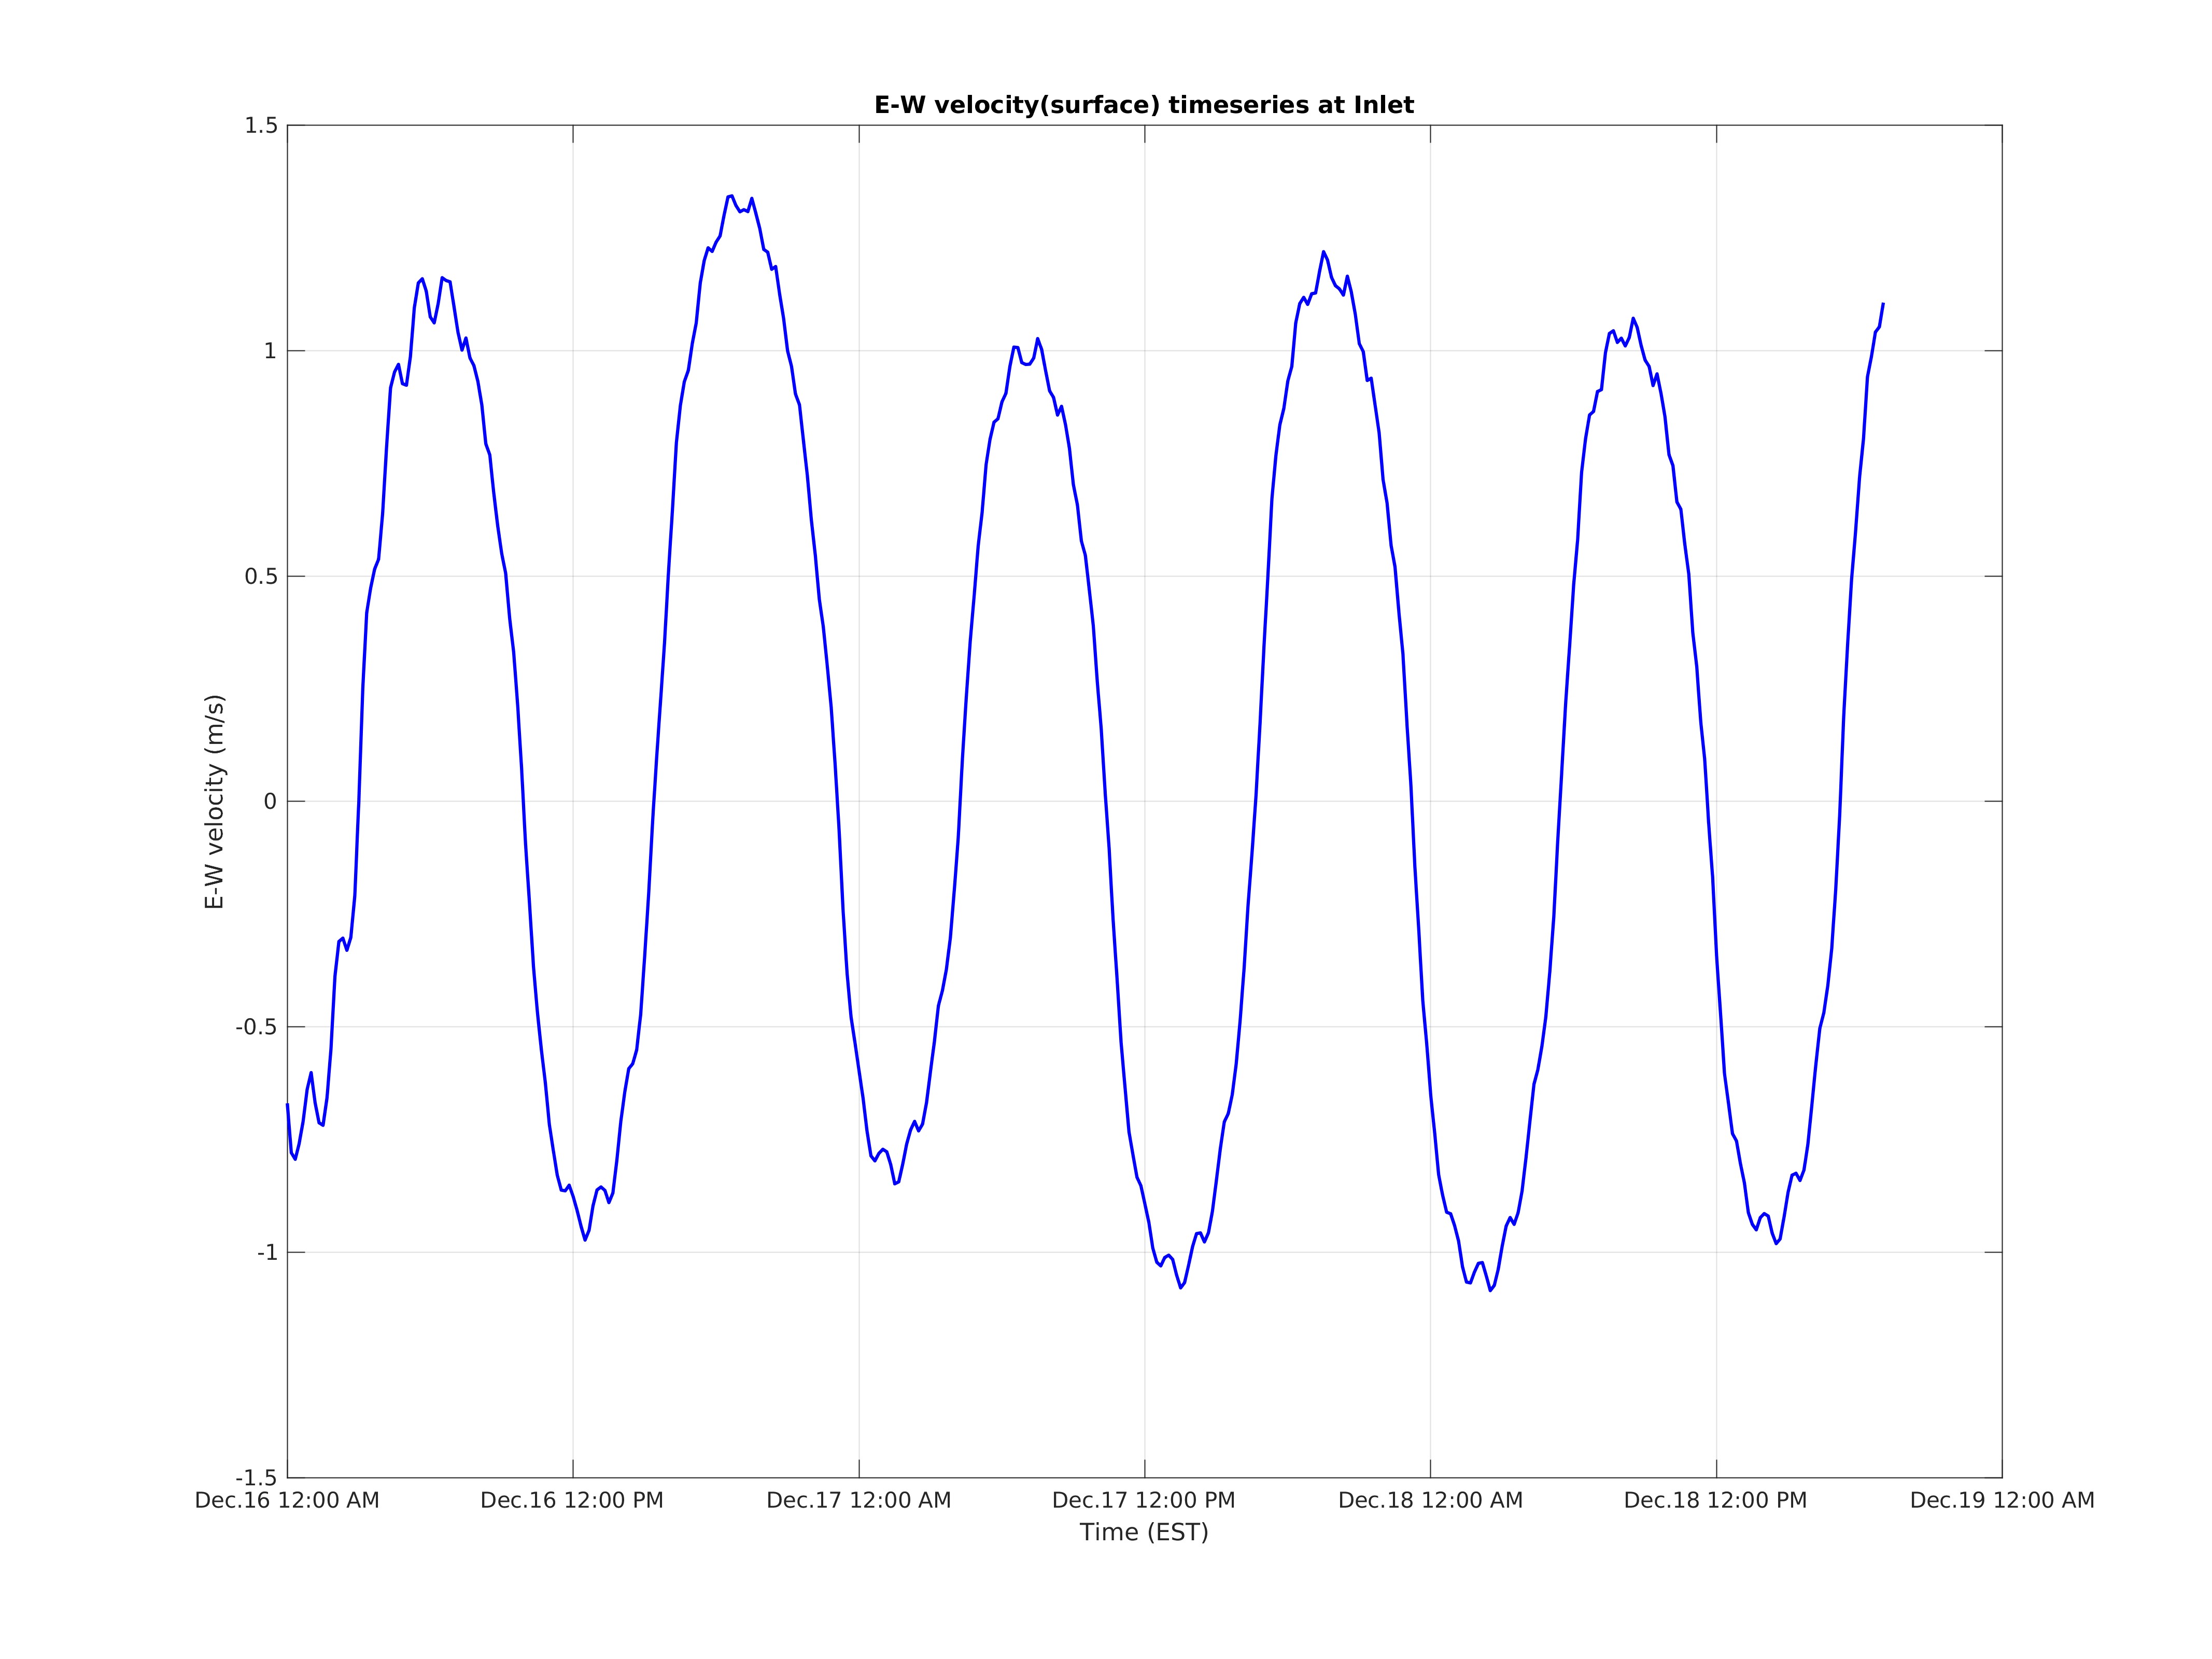 E-W velocity(surface) timeseries at Inlet
1.5
1
0.5
0
-0.5
-1
-1.5
E-W velocity (m/s)
Dec.16 12:00 AM Dec.16 12:00 PM Dec.17 12:00 AM Dec.17 12:00 PM Dec.18 12:00 AM Dec.18 12:00 PM Dec.19 12:00 AM
Time (EST)